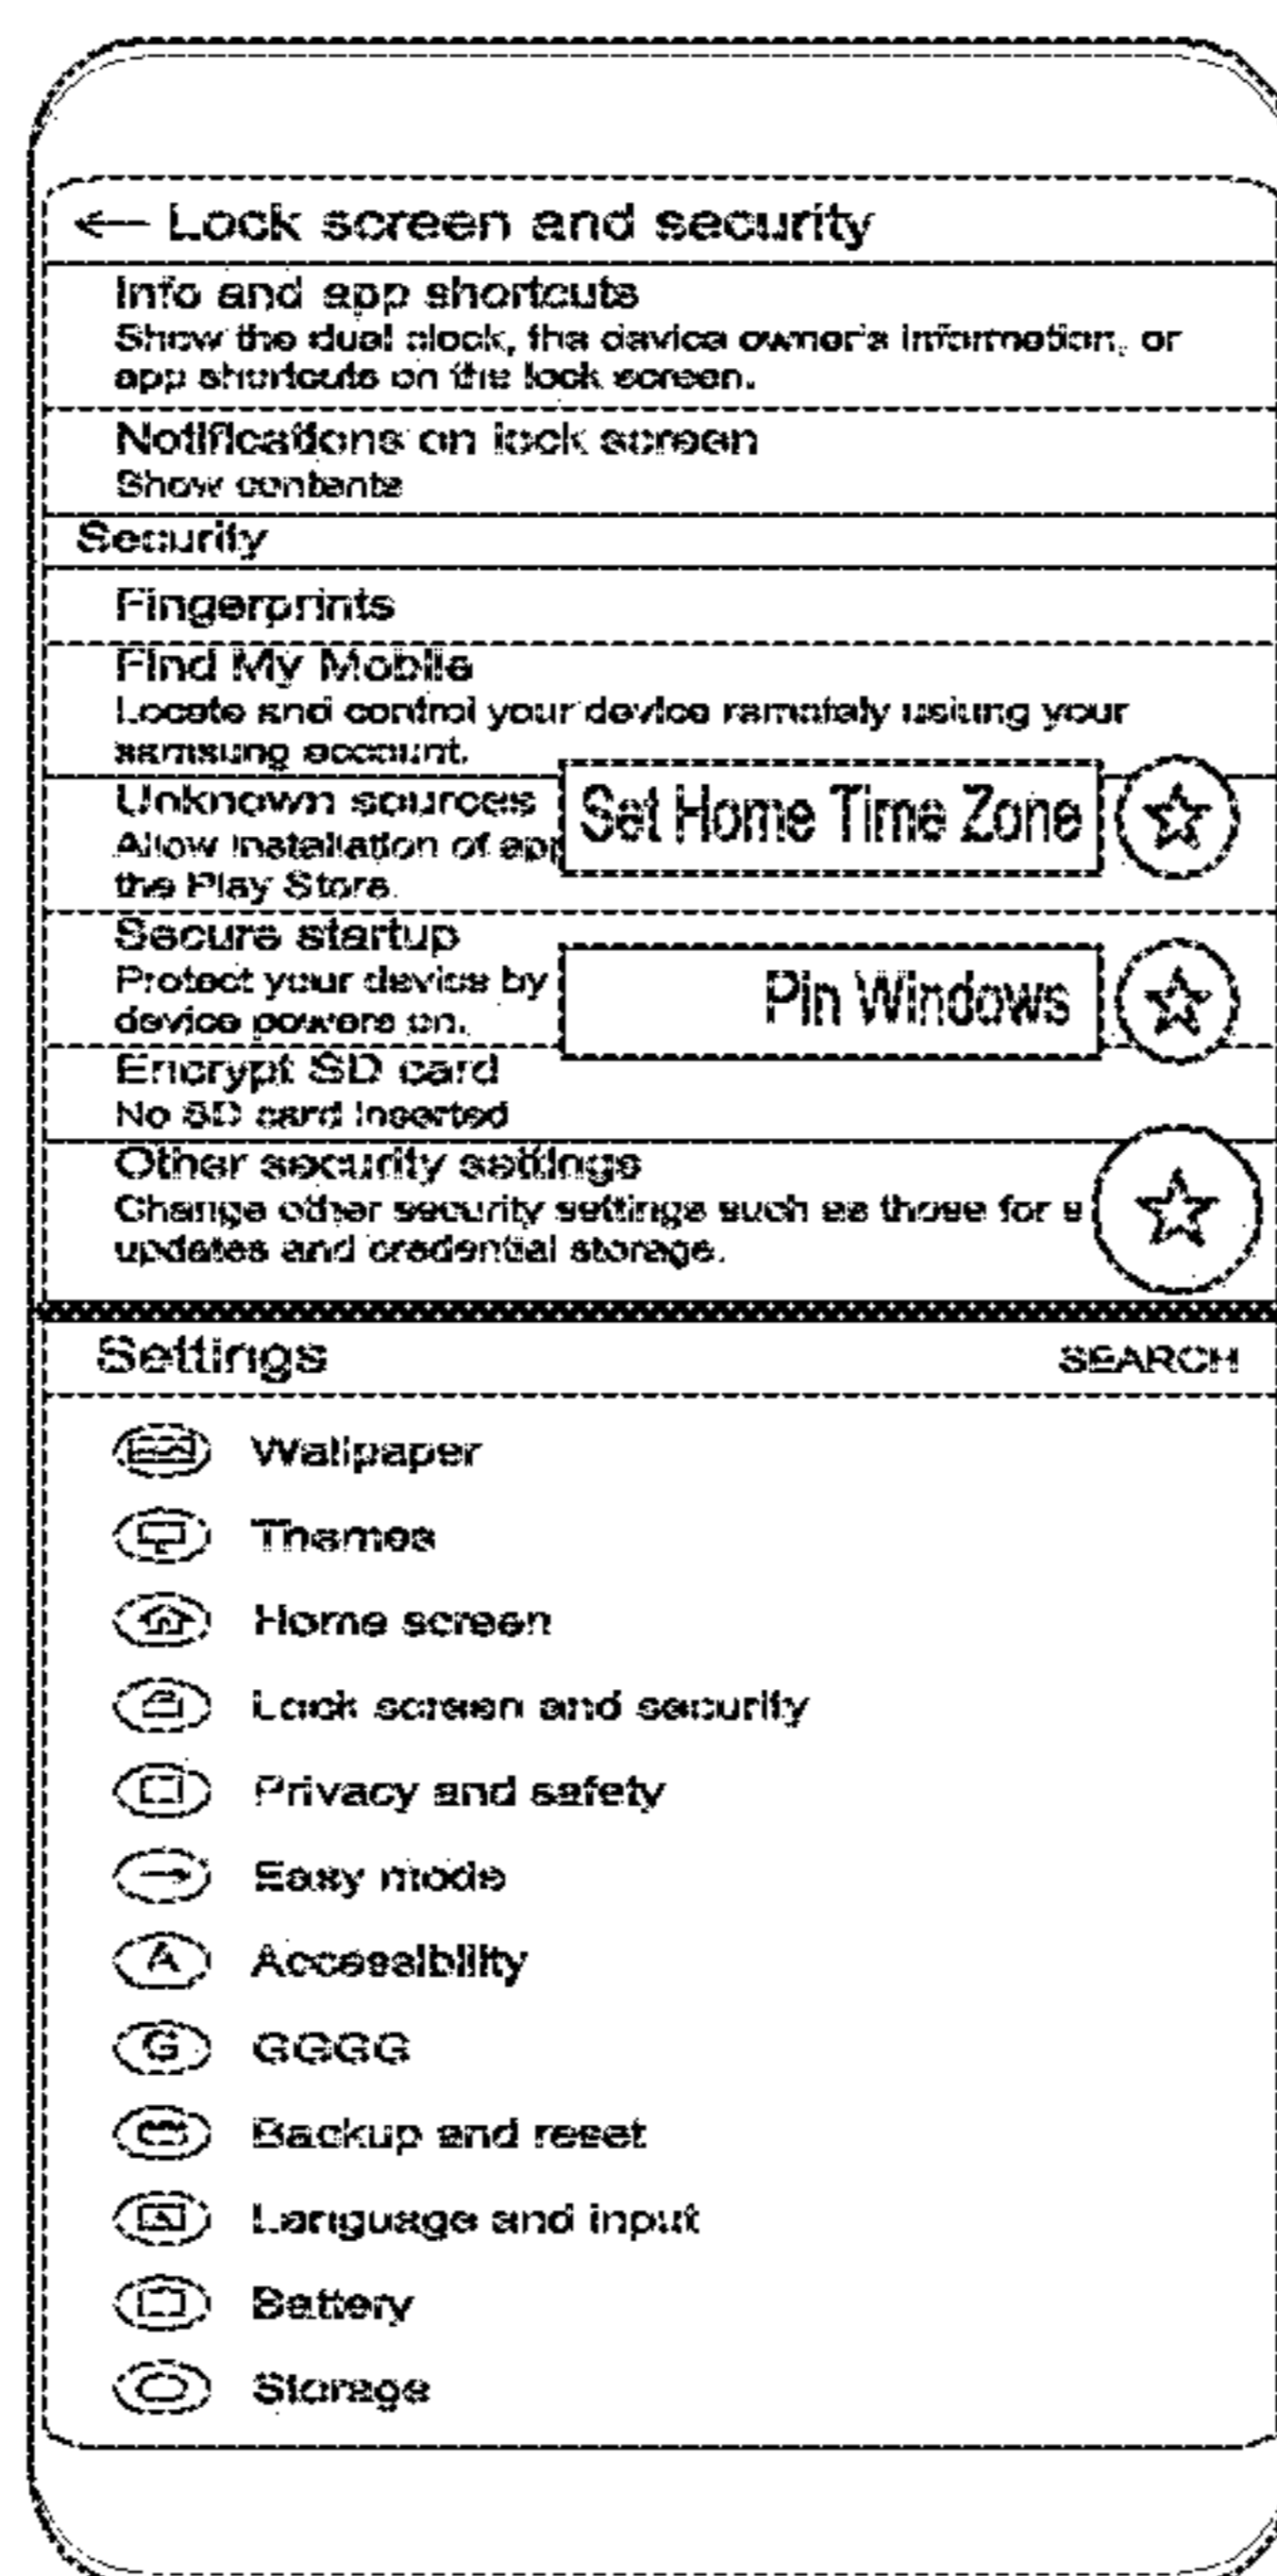 ← Lock screen and security
Info and app shortcuts
Show the dual clock, the device owner's information, or
app shortcuts on the lock screen.
Notifications on lock screen
Show contents
Security
Fingerprints
Find My Mobile
Locate and control your device remotely usiung your
samsung account.
Unknown sources
Allow installation of app
the Play Store.
Set Home Time Zone
Secure startup
Protect your device by
device powers on.
Pin Windows
Encrypt SD card
No SD card inserted
Other security settings
Change other security settings such as those for s
updates and credential storage.
Settings SEARCH
Wallpaper
Themes
Home screen
Lock screen and security
Privacy and safety
Easy mode
A Accessibility
G GGGG
Backup and reset
A Language and input
Battery
Storage